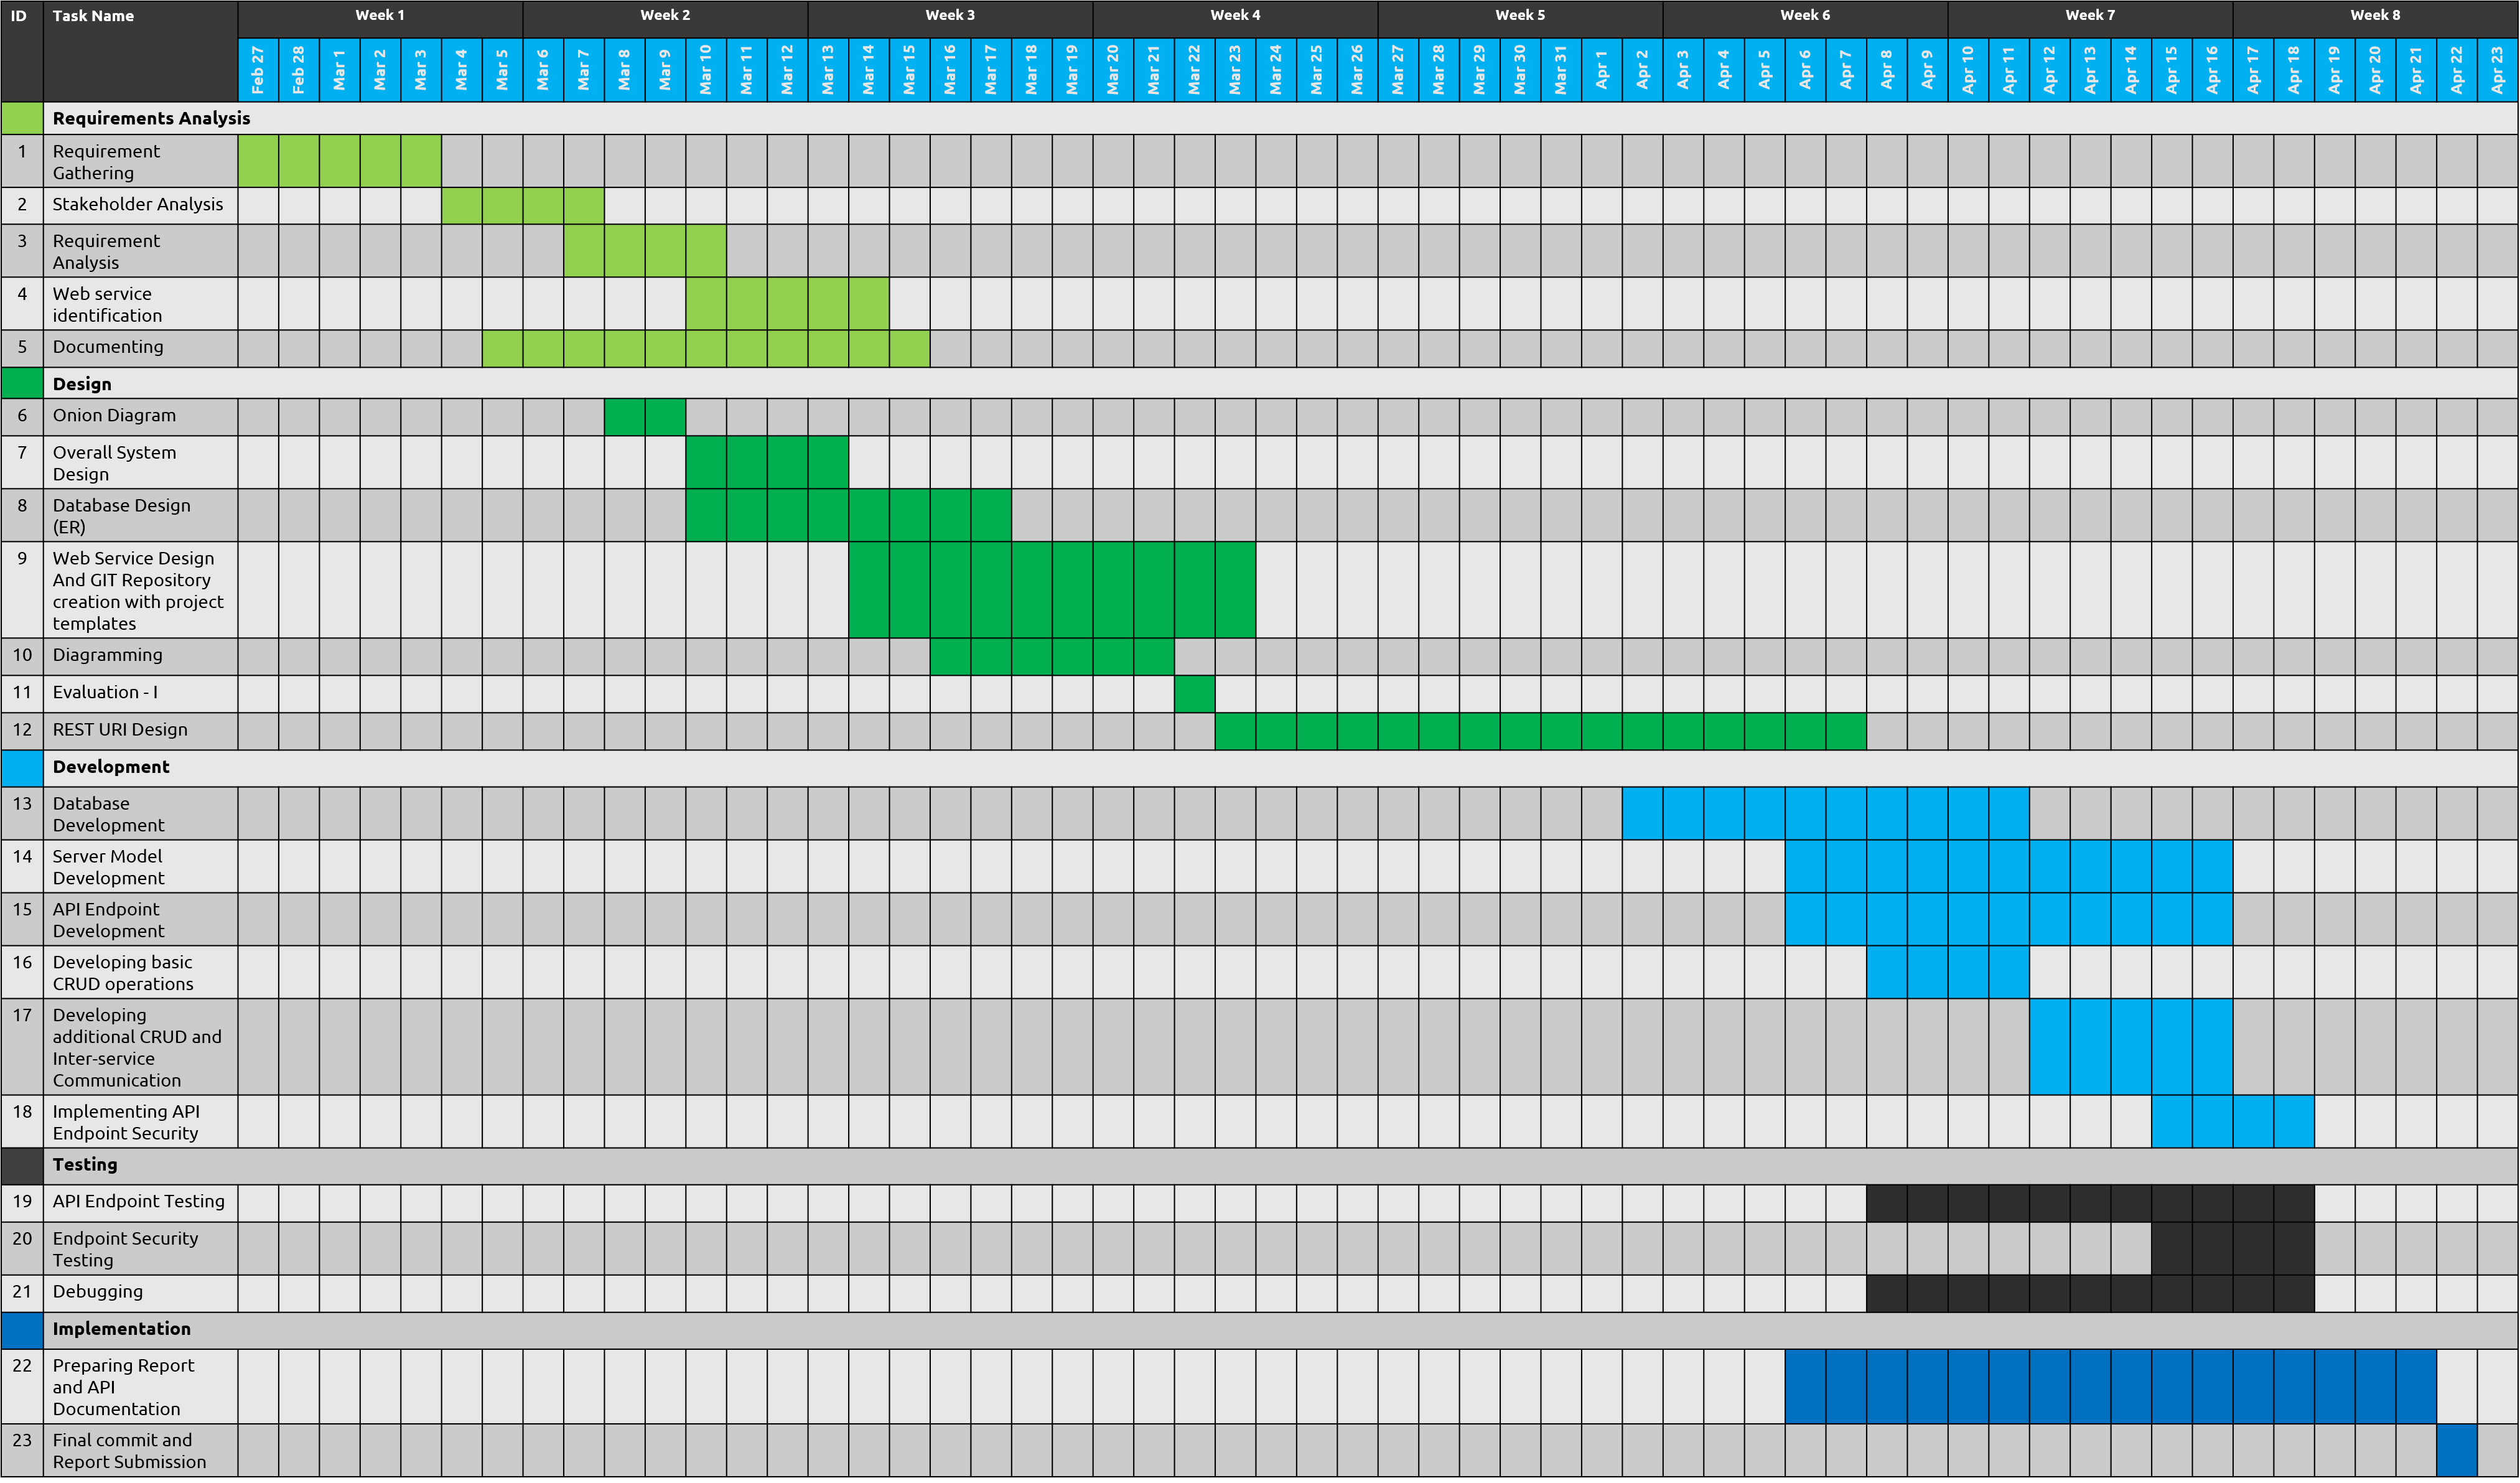 ID Task Name Week 1 Week 2 Week 3 Week 4 Week 5 Week 6 Week 7 Week 8
Feb 27 Feb 28 Mar 1 Mar 2 Mar 3 Mar 4 Mar 5 Mar 6 Mar 7 Mar 8 Mar 9 Mar 10 Mar 11 Mar 12 Mar 13 Mar 14 Mar 15 Mar 16 Mar 17 Mar 18 Mar 19 Mar 20 Mar 21 Mar 22 Mar 23 Mar 24 Mar 25 Mar 26 Mar 27 Mar 28 Mar 29 Mar 30 Mar 31 Apr 1 Apr 2 Apr 3 Apr 4 Apr 5 Apr 6 Apr 7 Apr 8 Apr 9 Apr 10 Apr 11 Apr 12 Apr 13 Apr 14 Apr 15 Apr 16 Apr 17 Apr 18 Apr 19 Apr 20 Apr 21 Apr 22 Apr 23
Requirements Analysis
1 Requirement
Gathering
2 Stakeholder Analysis
3 Requirement
Analysis
4 Web service
identification
5 Documenting
Design
6 Onion Diagram
7 Overall System
Design
8 Database Design
(ER)
9 Web Service Design
And GIT Repository
creation with project
templates
10 Diagramming
11 Evaluation - I
12 REST URI Design
Development
13 Database
Development
14 Server Model
Development
15 API Endpoint
Development
16 Developing basic
CRUD operations
17 Developing
additional CRUD and
Inter-service
Communication
18 Implementing API
Endpoint Security
Testing
19 API Endpoint Testing
20 Endpoint Security
Testing
21 Debugging
Implementation
22 Preparing Report
and API
Documentation
23 Final commit and
Report Submission